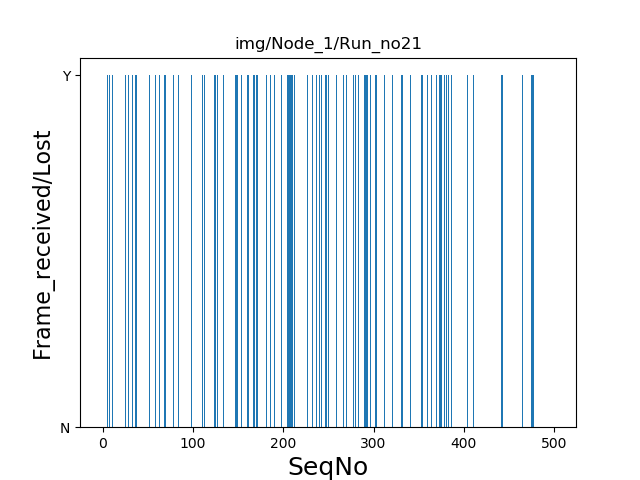 img/Node_1/Run_no21
Y
Frame_received/Lost
N
0 100 200 300 400 500
SeqNo